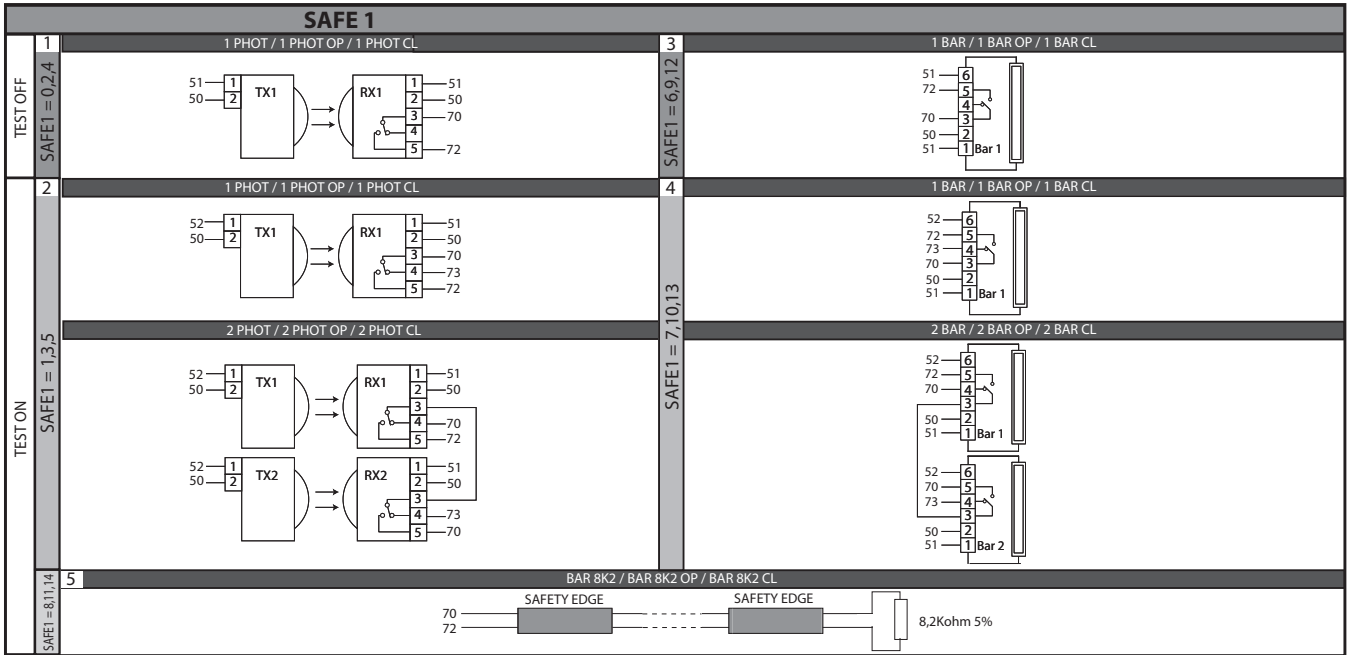 SAFE 1
TEST OFF
SAFE1 = 0,2,4
1
1 PHOT / 1 PHOT OP / 1 PHOT CL
51 1 TX1 RX1 1 51
50 2 2 50
3 70
4
5 72
SAFE1 = 6,9,12
3
1 BAR / 1 BAR OP / 1 BAR CL
51 6
72 5
4
70 3
50 2
51 1 Bar 1
TEST ON
SAFE1 = 1,3,5
2
1 PHOT / 1 PHOT OP / 1 PHOT CL
52 1 TX1 RX1 1 51
50 2 2 50
3 70
4 73
5 72
2 PHOT / 2 PHOT OP / 2 PHOT CL
52 1 TX1 RX1 1 51
50 2 2 50
3
4 70
5 72
52 1 TX2 RX2 1 51
50 2 2 50
3
4 73
5 70
SAFE1 = 7,10,13
4
1 BAR / 1 BAR OP / 1 BAR CL
52 6
72 5
73 4
70 3
50 2
51 1 Bar 1
2 BAR / 2 BAR OP / 2 BAR CL
52 6
72 5
70 4
3
50 2
51 1 Bar 1
52 6
70 5
73 4
3
50 2
51 1 Bar 2
SAFE1 = 8,11,14
5
BAR 8K2 / BAR 8K2 OP / BAR 8K2 CL
SAFETY EDGE SAFETY EDGE
70
72
8,2Kohm 5%